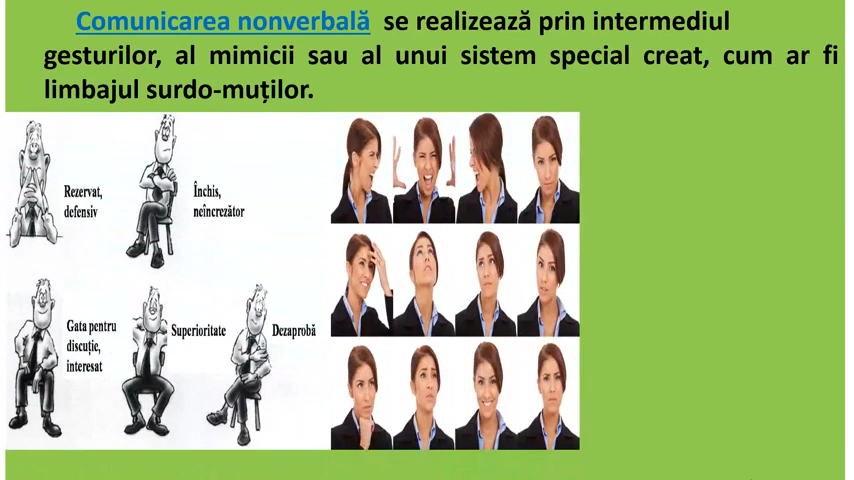 Comunicarea nonverbală se realizează prin intermediul
gesturilor, al mimicii sau al unui sistem special creat, cum ar fi
limbajul surdo-muților.
Rezervat,
defensiv
Închis,
neîncrezător
Gata pentru
discuție,
interesat
Superioritate
Dezaprobă